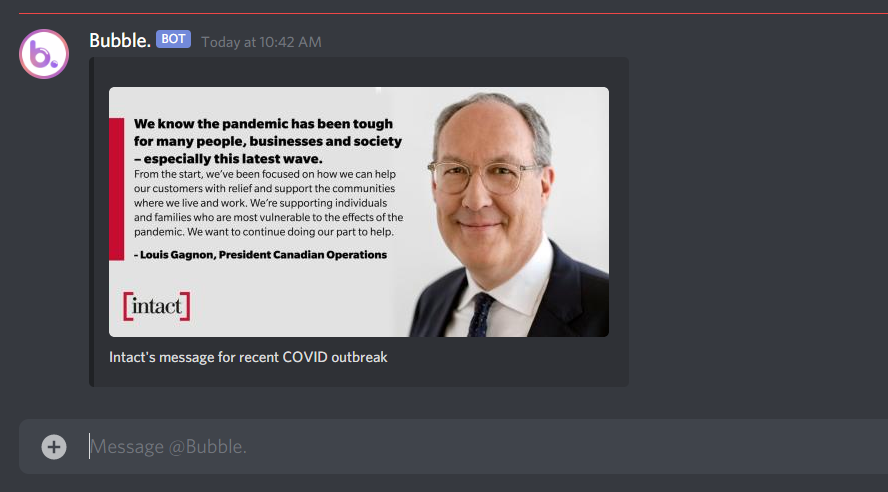 Bubble. BOT Today at 10:42 AM
b.
We know the pandemic has been tough
for many people, businesses and society
– especially this latest wave.
From the start, we've been focused on how we can help
our customers with relief and support the communities
where we live and work. We're supporting individuals
and families who are most vulnerable to the effects of the
pandemic. We want to continue doing our part to help.
- Louis Gagnon, President Canadian Operations
[intact]
Intact's message for recent COVID outbreak
Message @Bubble.